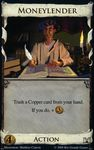 MONEYLENDER
Trash a Copper card from your hand.
If you do, +3
4
ACTION